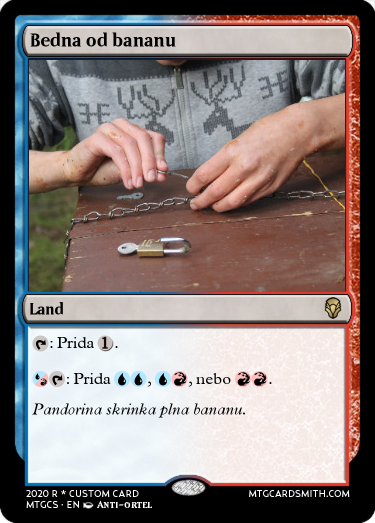 Bedna od bananu
Land
: Prida 1.
: Prida , , nebo .
Pandorina skrinka plna bananu.
2020 R * CUSTOM CARD
MTGCARDSMITH.COM
MTGCS • EN ANTI-ORTEL